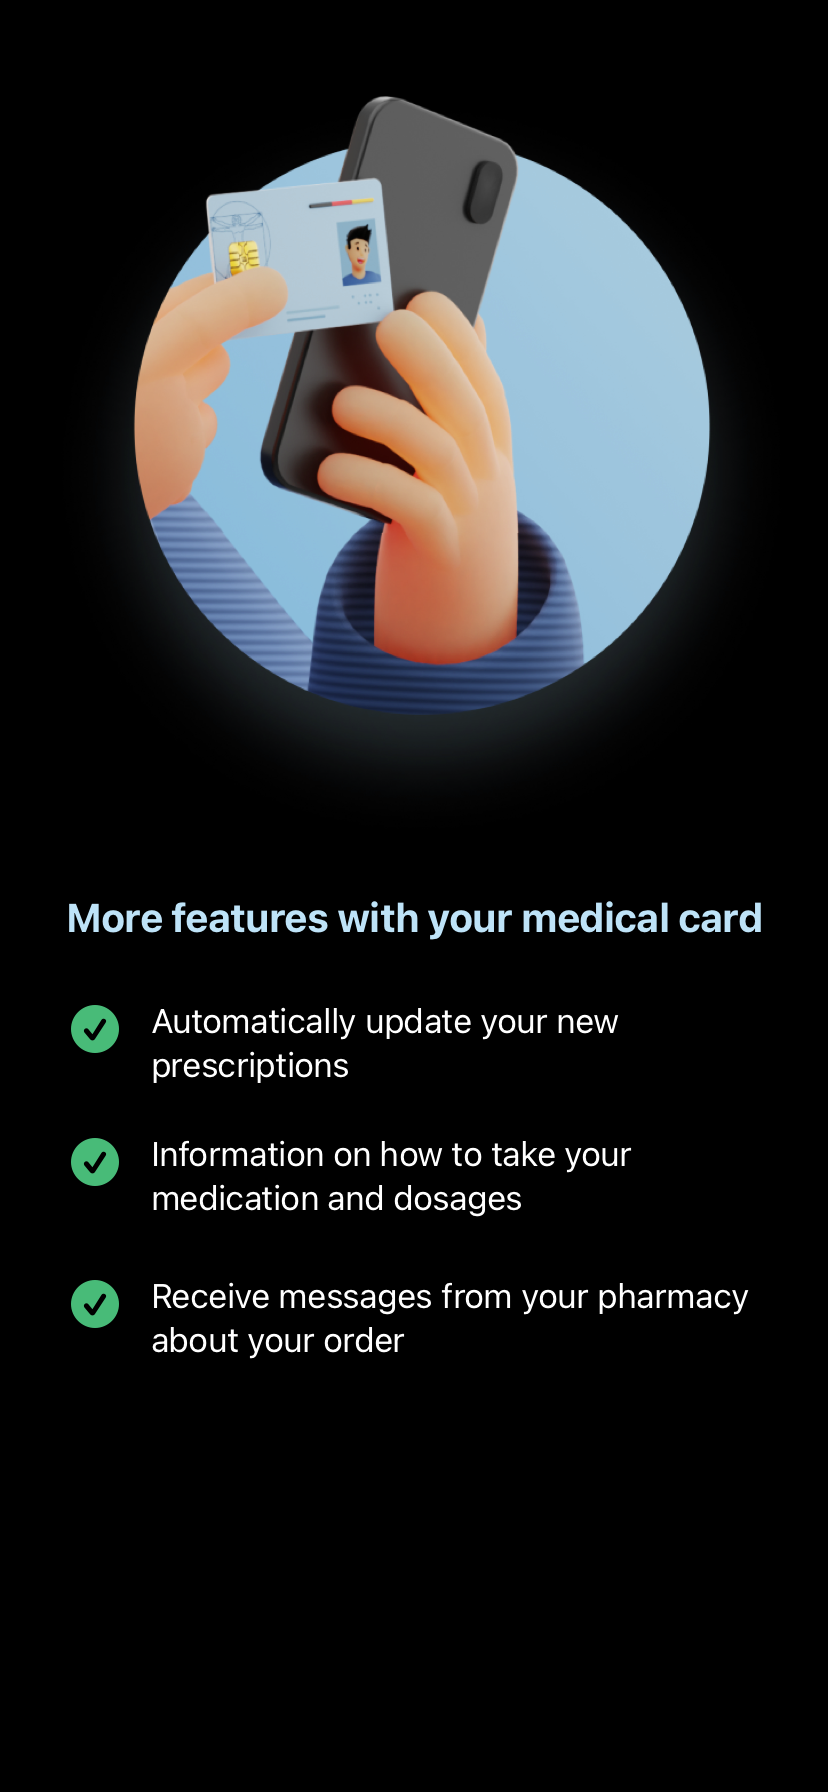 More features with your medical card
Automatically update your new
prescriptions
Information on how to take your
medication and dosages
Receive messages from your pharmacy
about your order